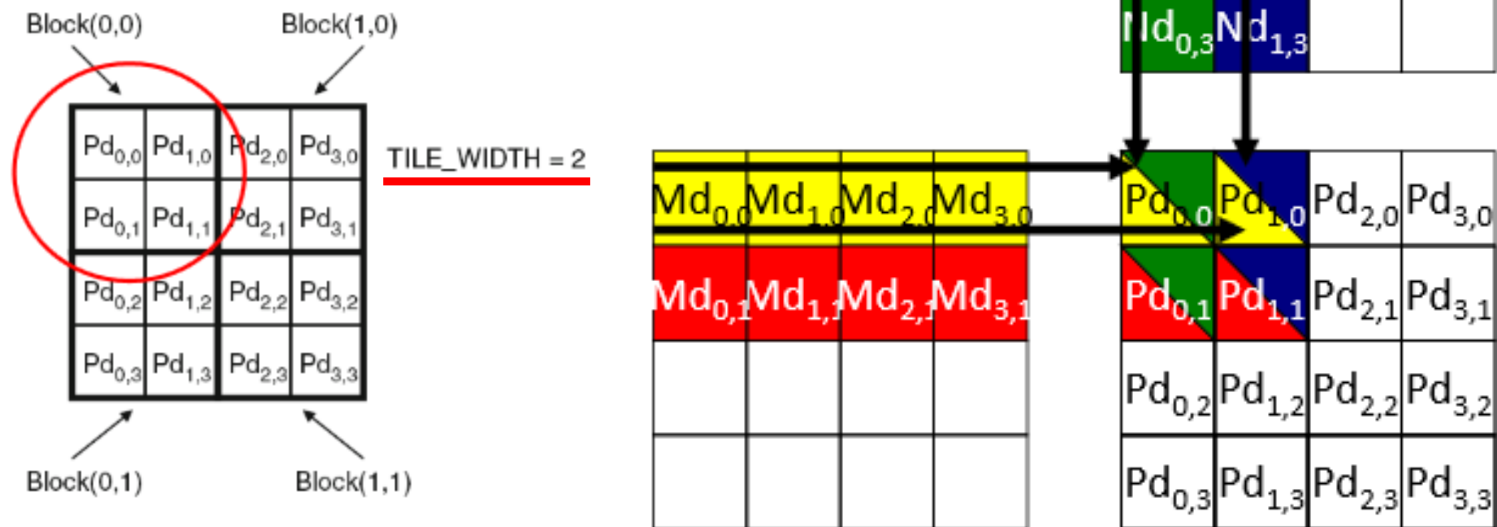 Block(0,0) Block(1,0)
Pd0,0 Pd1,0 Pd2,0 Pd3,0
Pd0,1 Pd1,1 Pd2,1 Pd3,1
Pd0,2 Pd1,2 Pd2,2 Pd3,2
Pd0,3 Pd1,3 Pd2,3 Pd3,3
Block(0,1) Block(1,1)
TILE_WIDTH = 2
Nd0,3 Nd1,3
Md0,0 Md1,0 Md2,0 Md3,0
Md0,1 Md1,1 Md2,1 Md3,1
Pd0,0 Pd1,0 Pd2,0 Pd3,0
Pd0,1 Pd1,1 Pd2,1 Pd3,1
Pd0,2 Pd1,2 Pd2,2 Pd3,2
Pd0,3 Pd1,3 Pd2,3 Pd3,3